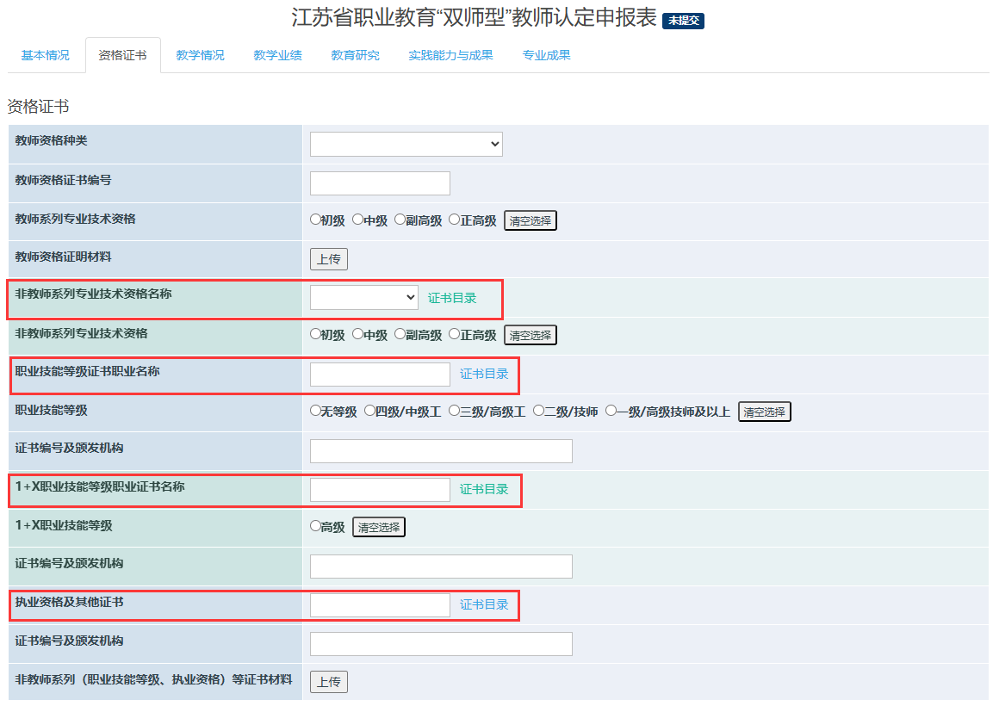 江苏省职业教育“双师型”教师认定申报表 未提交
基本情况 资格证书 教学情况 教学业绩 教育研究 实践能力与成果 专业成果
资格证书
教师资格种类
教师资格证书编号
教师系列专业技术资格 初级 中级 副高级 正高级 清空选择
教师资格证明材料 上传
非教师系列专业技术资格名称 证书目录
非教师系列专业技术资格 初级 中级 副高级 正高级 清空选择
职业技能等级证书职业名称 证书目录
职业技能等级 无等级 四级/中级工 三级/高级工 二级/技师 一级/高级技师及以上 清空选择
证书编号及颁发机构
1+X职业技能等级职业证书名称 证书目录
1+X职业技能等级 高级 清空选择
证书编号及颁发机构
执业资格及其他证书 证书目录
证书编号及颁发机构
非教师系列（职业技能等级、执业资格）等证书材料 上传